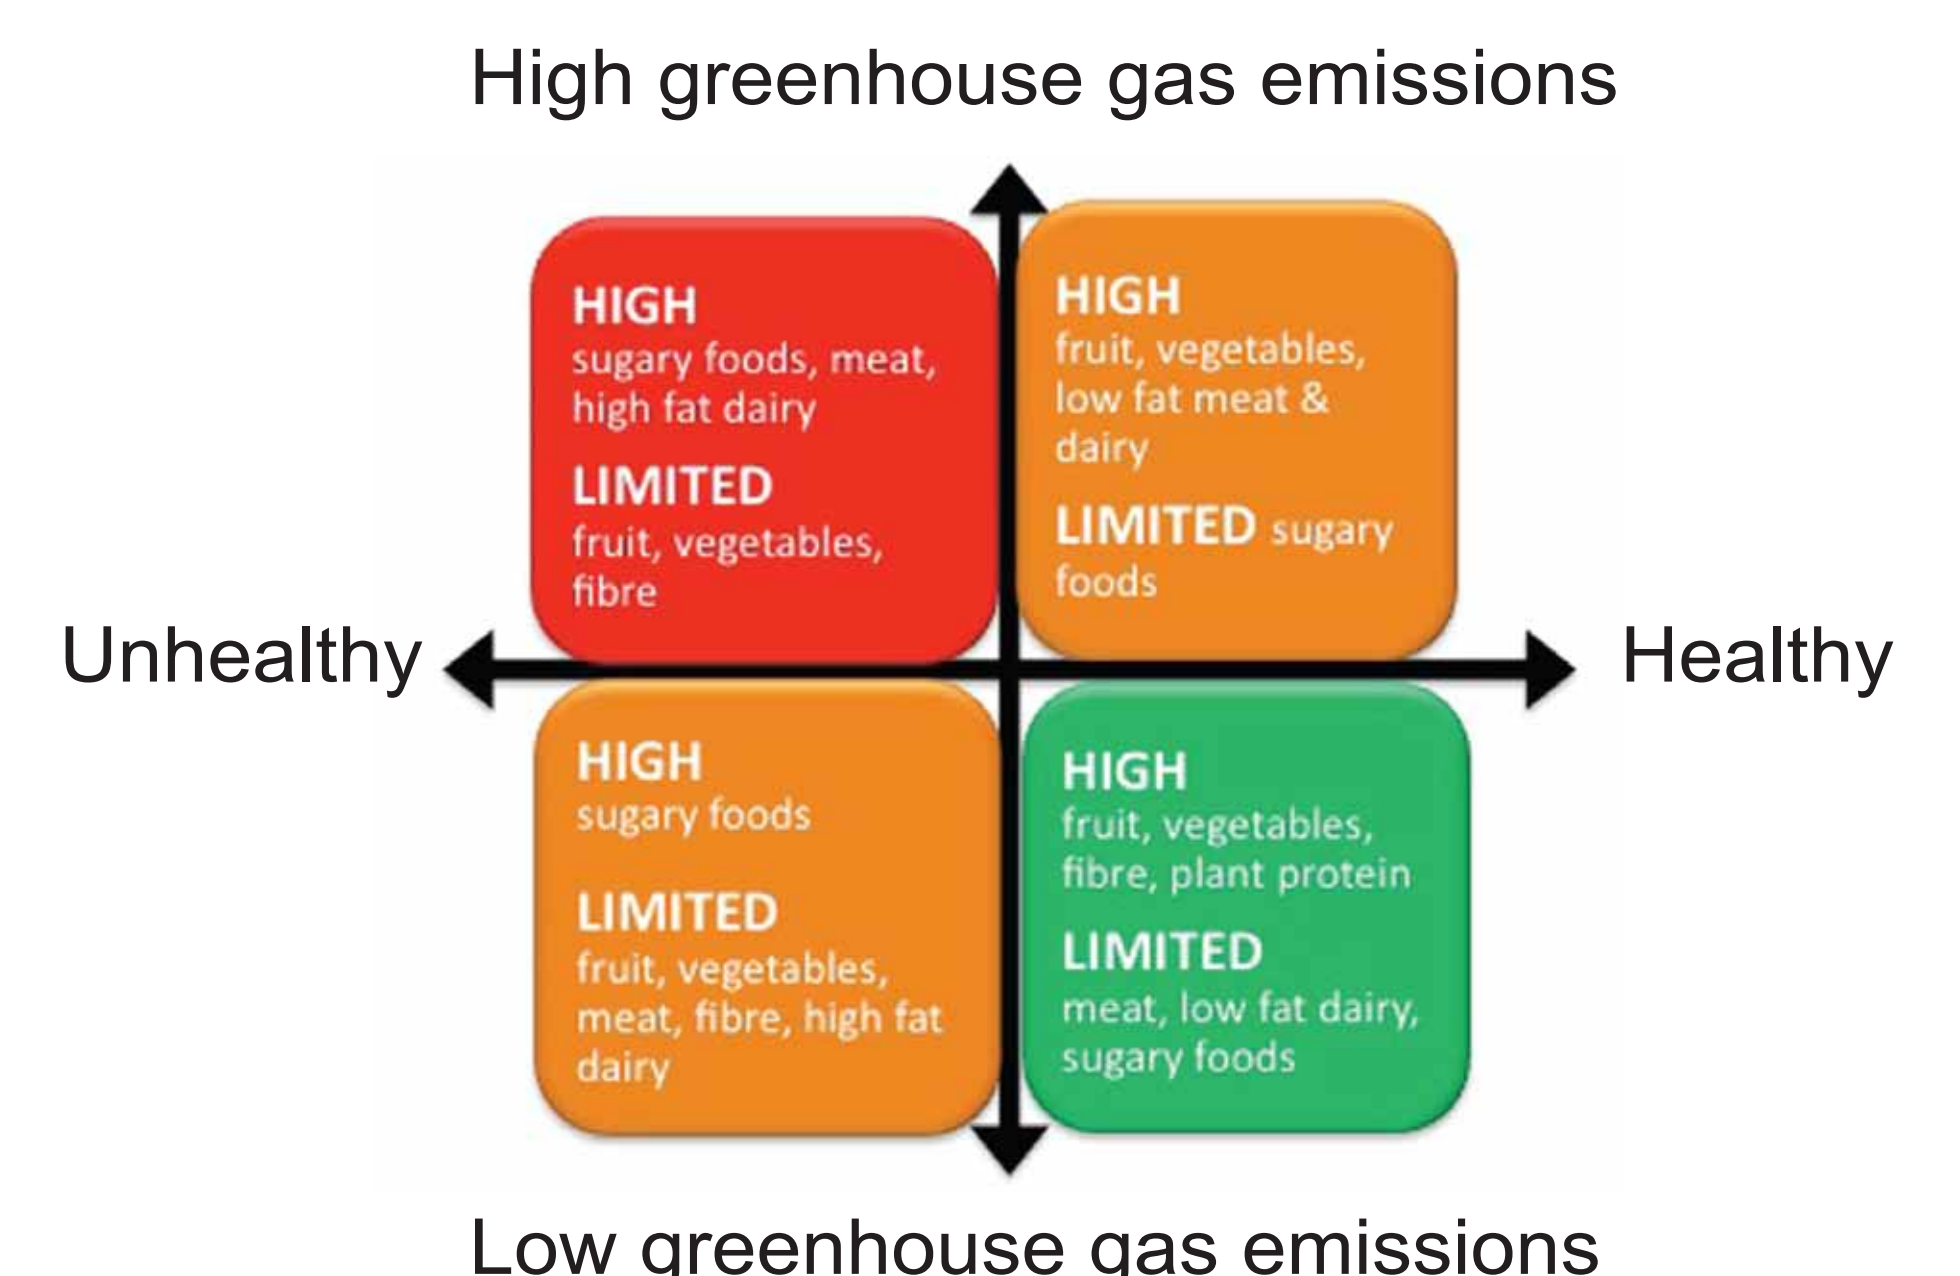 High greenhouse gas emissions
HIGH
sugary foods, meat,
high fat dairy
LIMITED
fruit, vegetables,
fibre
HIGH
fruit, vegetables,
low fat meat &
dairy
LIMITED sugary
foods
Unhealthy
Healthy
HIGH
sugary foods
LIMITED
fruit, vegetables,
meat, fibre, high fat
dairy
HIGH
fruit, vegetables,
fibre, plant protein
LIMITED
meat, low fat dairy,
sugary foods
Low greenhouse gas emissions